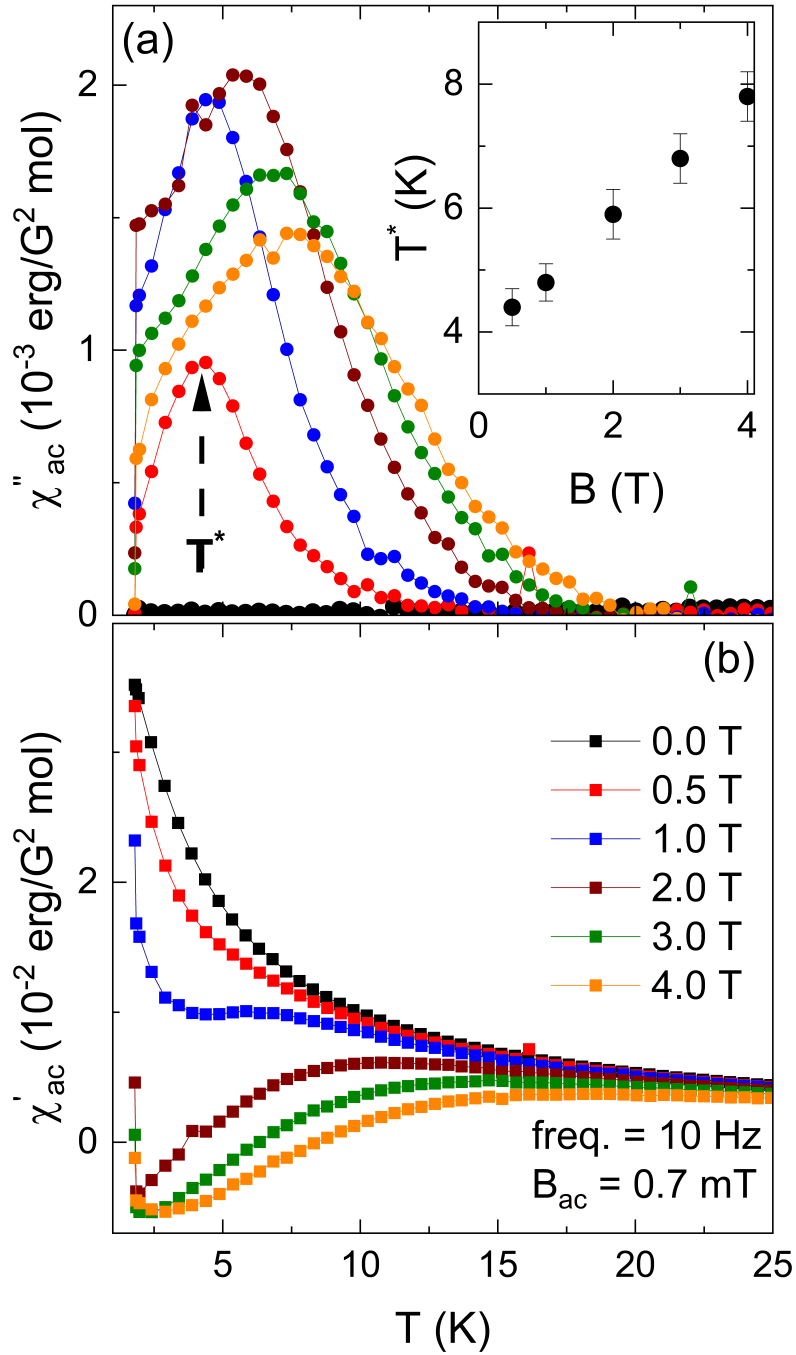 (a)
χ''ac (10-3 erg/G2 mol)
2
1
0
T*
T* (K)
8
6
4
0 2 4
B (T)
(b)
χ'ac (10-2 erg/G2 mol)
2
0
0.0 T
0.5 T
1.0 T
2.0 T
3.0 T
4.0 T
freq. = 10 Hz
Bac = 0.7 mT
5 10 15 20 25
T (K)